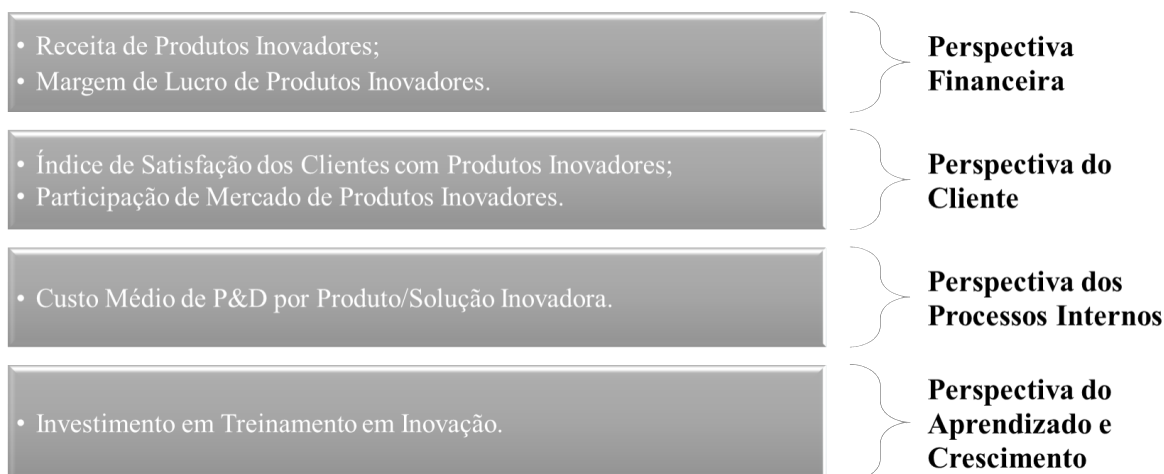 • Receita de Produtos Inovadores;
• Margem de Lucro de Produtos Inovadores.
Perspectiva
Financeira
• Índice de Satisfação dos Clientes com Produtos Inovadores;
• Participação de Mercado de Produtos Inovadores.
Perspectiva do
Cliente
• Custo Médio de P&D por Produto/Solução Inovadora.
Perspectiva dos
Processos Internos
• Investimento em Treinamento em Inovação.
Perspectiva do
Aprendizado e
Crescimento